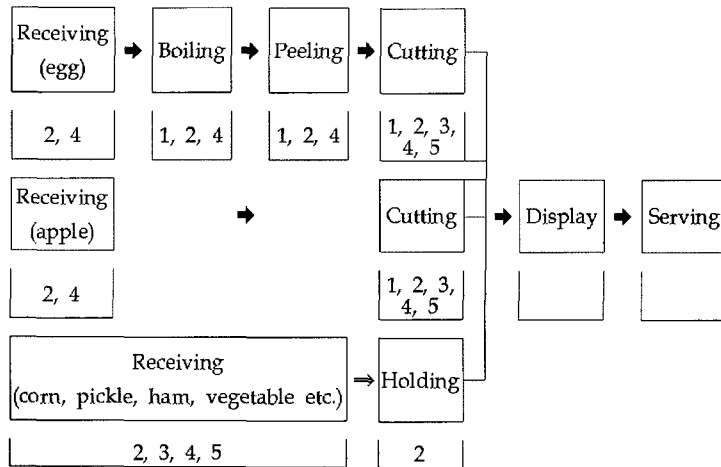 Receiving
(egg)
Boiling
Peeling
Cutting
2, 4
1, 2, 4
1, 2, 4
1, 2, 3,
4, 5
Receiving
(apple)
Cutting
Display
Serving
2, 4
1, 2, 3,
4, 5
Receiving
(corn, pickle, ham, vegetable etc.)
Holding
2, 3, 4, 5
2